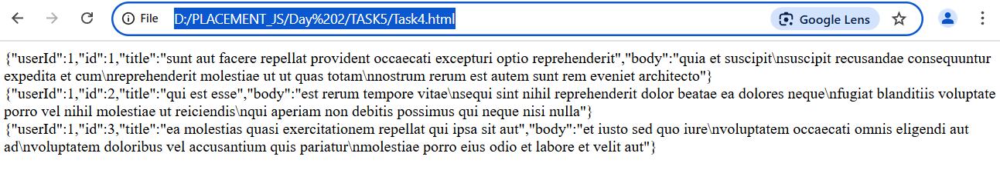 File D:/PLACEMENT_JS/Day%202/TASK5/Task4.html Google Lens
{"userId":1,"id":1,"title":"sunt aut facere repellat provident occaecati excepturi optio reprehenderit","body":"quia et suscipit\nsuscipit recusandae consequuntur
expedita et cum\nreprehenderit molestiae ut ut quas totam\nnostrum rerum est autem sunt rem eveniet architecto"}
{"userId":1,"id":2,"title":"qui est esse","body":"est rerum tempore vitae\nsequi sint nihil reprehenderit dolor beatae ea dolores neque\nfugiat blanditiis voluptate
porro vel nihil molestiae ut reiciendis\nqui aperiam non debitis possimus qui neque nisi nulla"}
{"userId":1,"id":3,"title":"ea molestias quasi exercitationem repellat qui ipsa sit aut","body":"et iusto sed quo iure\nvoluptatem occaecati omnis eligendi aut
ad\nvoluptatem doloribus vel accusantium quis pariatur\nmolestiae porro eius odio et labore et velit aut"}